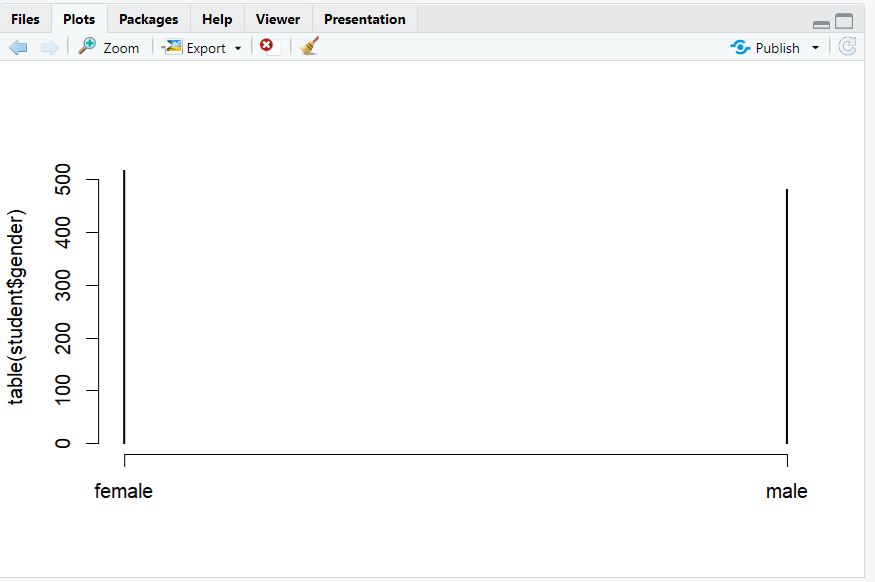 Files Plots Packages Help Viewer Presentation
Zoom Export Publish
table(student$gender)
500
400
300
200
100
0
female male